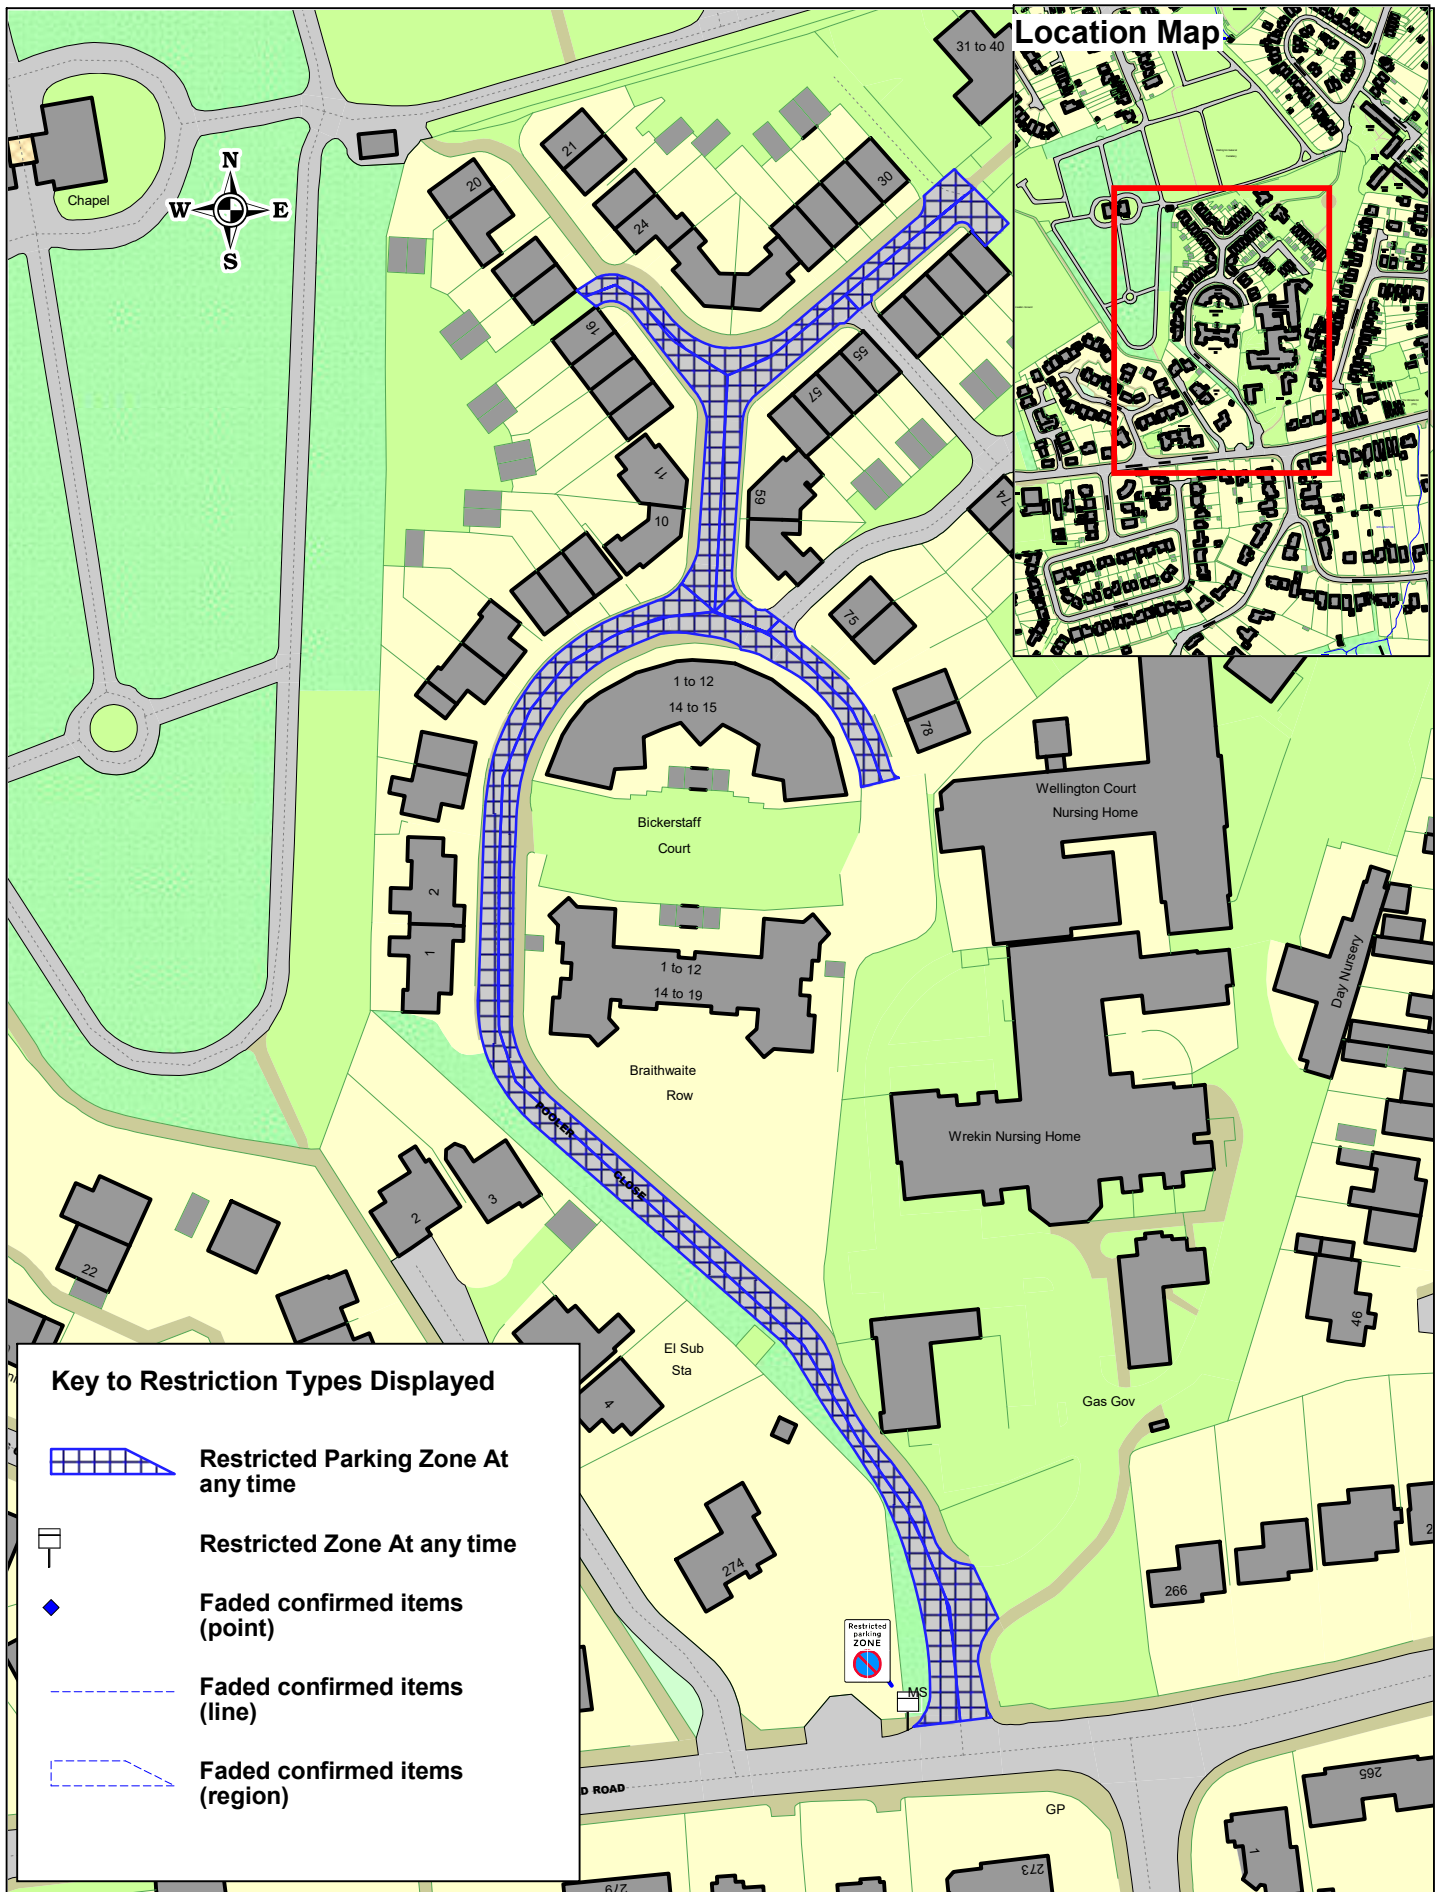 Location Map
31 to 40
Chapel
N
W
E
S
21
20
24
30
16
55
57
11
10
59
74
75
78
1 to 12
14 to 15
Bickerstaff
Court
Wellington Court
Nursing Home
2
1
1 to 12
14 to 19
Day Nursery
Braithwaite
Row
POOLER
CLOSE
Wrekin Nursing Home
2
3
22
46
El Sub
Sta
4
Gas Gov
274
266
2
Restricted
parking
ZONE
MS
D ROAD
GP
265
1
273
279
Key to Restriction Types Displayed
Restricted Parking Zone At
any time
Restricted Zone At any time
Faded confirmed items
(point)
Faded confirmed items
(line)
Faded confirmed items
(region)